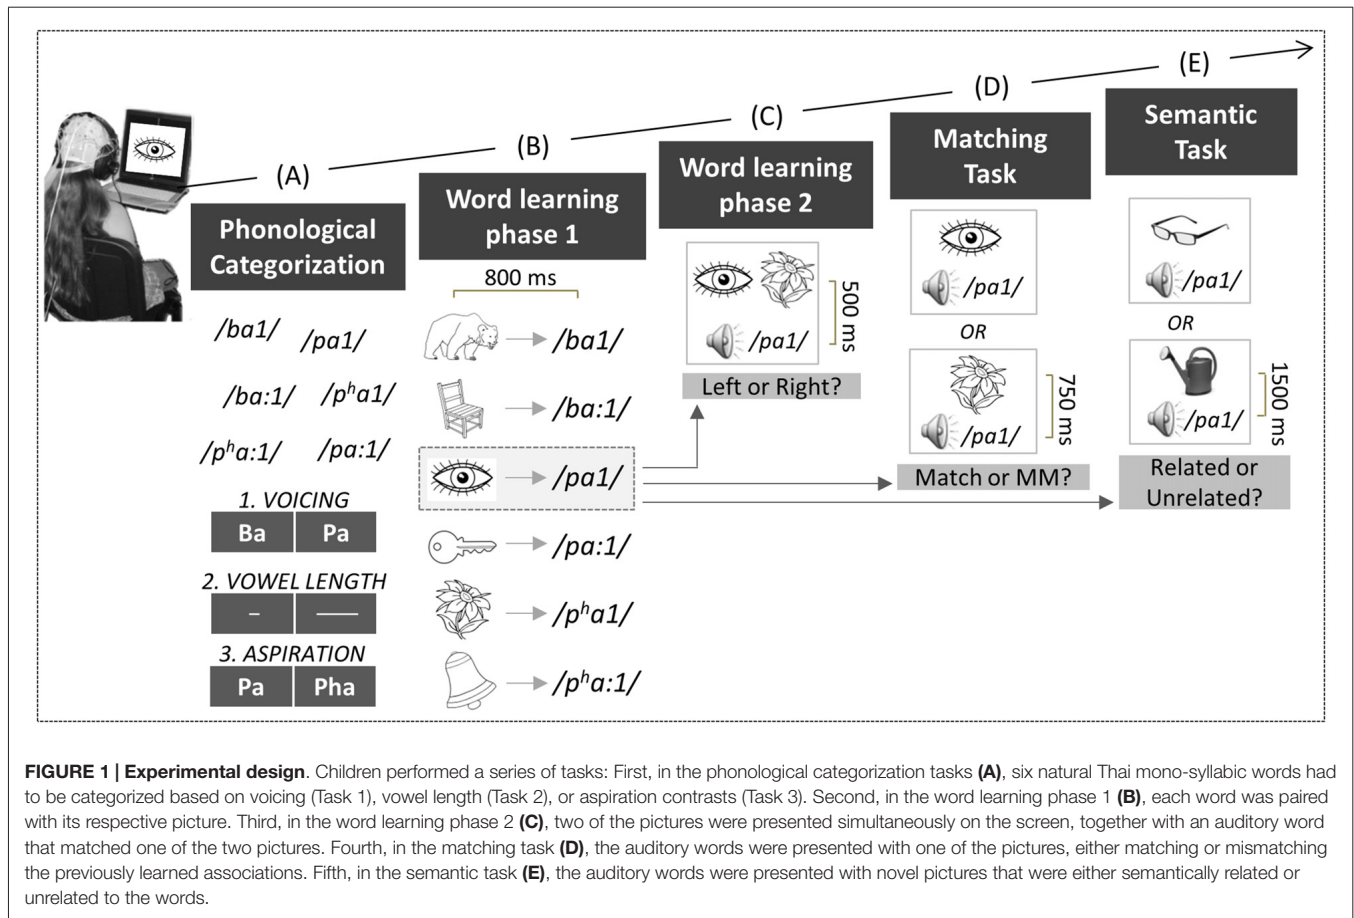 (A)
(B)
(C)
(D)
(E)
Phonological
Categorization
/ba1/
/pa1/
/ba:1/
/pʰa1/
/pʰa:1/
/pa:1/
1. VOICING
Ba
Pa
2. VOWEL LENGTH
–
—
3. ASPIRATION
Pa
Pha
Word learning
phase 1
800 ms
/ba1/
/ba:1/
/pa1/
/pa:1/
/pʰa1/
/pʰa:1/
Word learning
phase 2
/pa1/
500 ms
Left or Right?
Matching
Task
/pa1/
OR
/pa1/
750 ms
Match or MM?
Semantic
Task
/pa1/
OR
/pa1/
1500 ms
Related or
Unrelated?
FIGURE 1 | Experimental design. Children performed a series of tasks: First, in the phonological categorization tasks (A), six natural Thai mono-syllabic words had
to be categorized based on voicing (Task 1), vowel length (Task 2), or aspiration contrasts (Task 3). Second, in the word learning phase 1 (B), each word was paired
with its respective picture. Third, in the word learning phase 2 (C), two of the pictures were presented simultaneously on the screen, together with an auditory word
that matched one of the two pictures. Fourth, in the matching task (D), the auditory words were presented with one of the pictures, either matching or mismatching
the previously learned associations. Fifth, in the semantic task (E), the auditory words were presented with novel pictures that were either semantically related or
unrelated to the words.